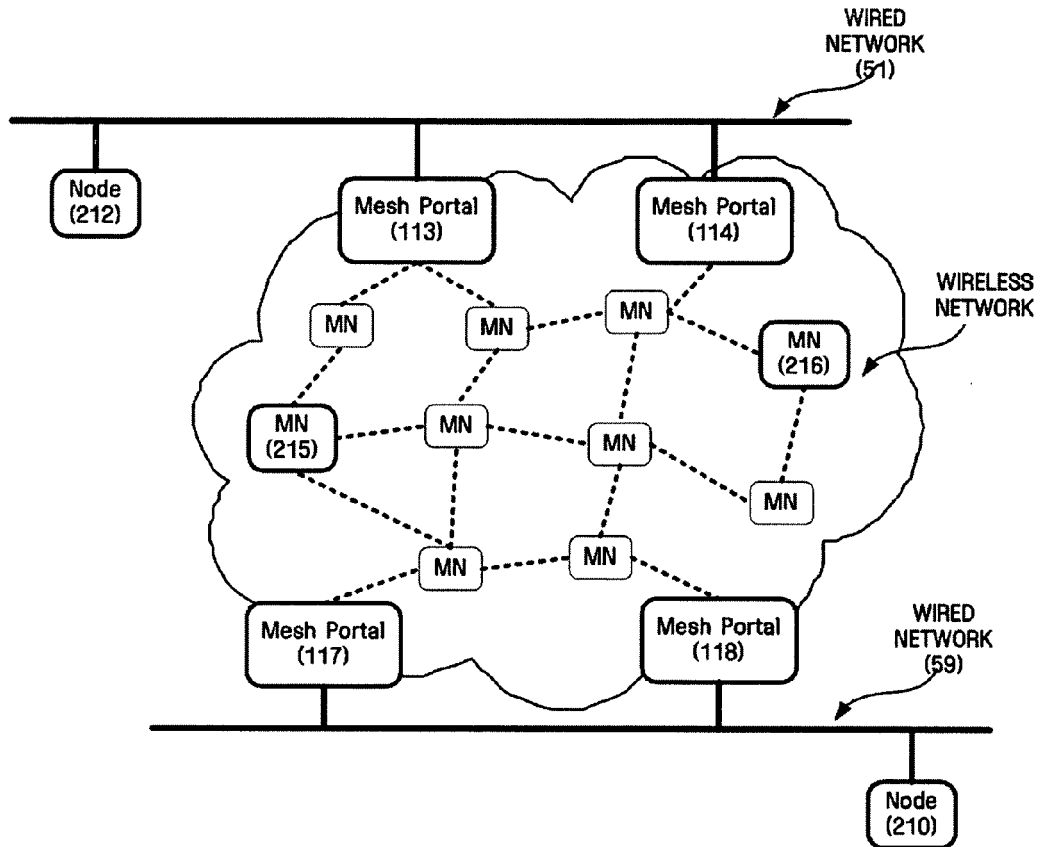 WIRED
NETWORK
(51)
Node
(212)
Mesh Portal
(113)
Mesh Portal
(114)
WIRELESS
NETWORK
MN
MN
MN
MN
(216)
MN
(215)
MN
MN
MN
MN
MN
Mesh Portal
(117)
Mesh Portal
(118)
WIRED
NETWORK
(59)
Node
(210)